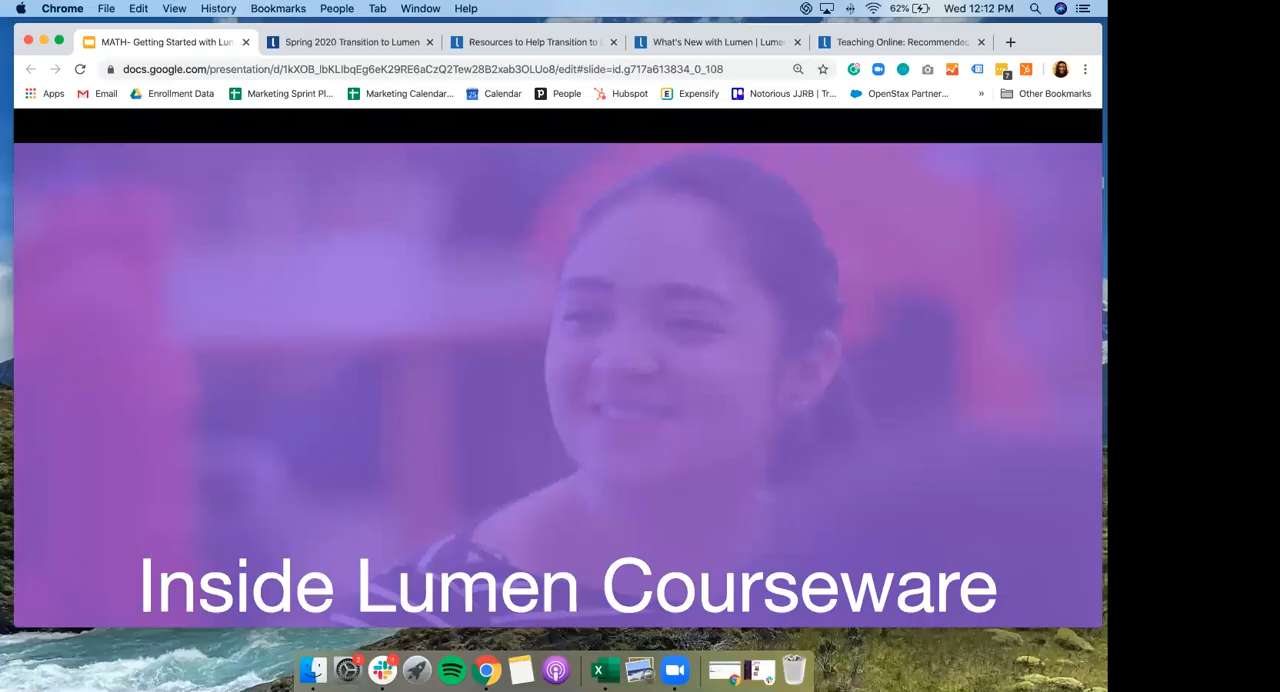 Chrome File Edit View History Bookmarks People Tab Window Help 62% Wed 12:12 PM
MATH- Getting Started with Lun Spring 2020 Transition to Lumen Resources to Help Transition to What's New with Lumen | Lume Teaching Online: Recommended
docs.google.com/presentation/d/1kXOB_lbKLIbgEg6eK29RE6aCzQ2Tew28B2xab3OLUo8/edit#slide=id.g717a613834_0_108
Apps Email Enrollment Data Marketing Sprint Pl... Marketing Calendar... Calendar People Hubspot Expensify Notorious JJRB | Tr... OpenStax Partner... » Other Bookmarks
Inside Lumen Courseware